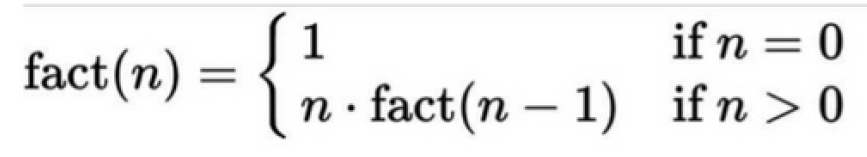 fact(n) = { 1 if n = 0
n · fact(n − 1) if n > 0